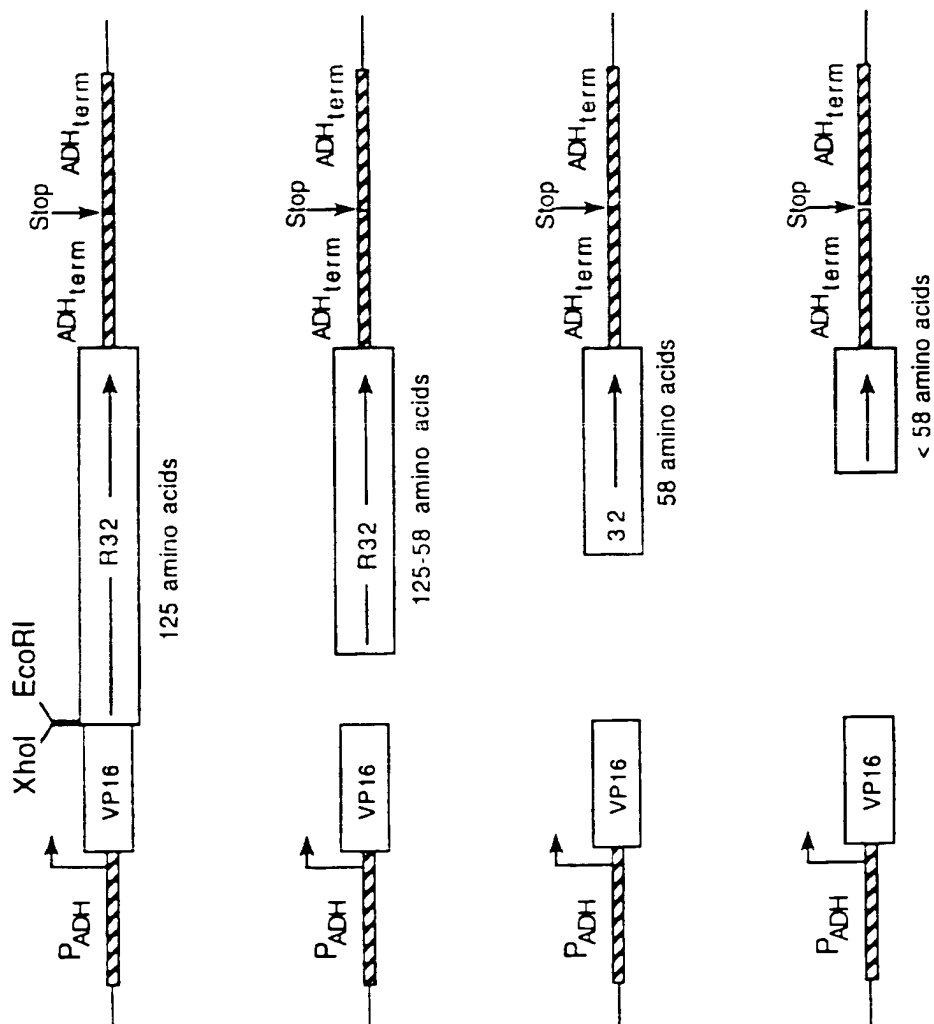 XhoI EcoRI
Stop
P_ADH
ADH_term ADH_term
VP16
R32
125 amino acids
Stop
P_ADH
ADH_term ADH_term
VP16
R32
125-58 amino acids
Stop
P_ADH
ADH_term ADH_term
VP16
32
58 amino acids
Stop
P_ADH
ADH_term ADH_term
VP16
< 58 amino acids